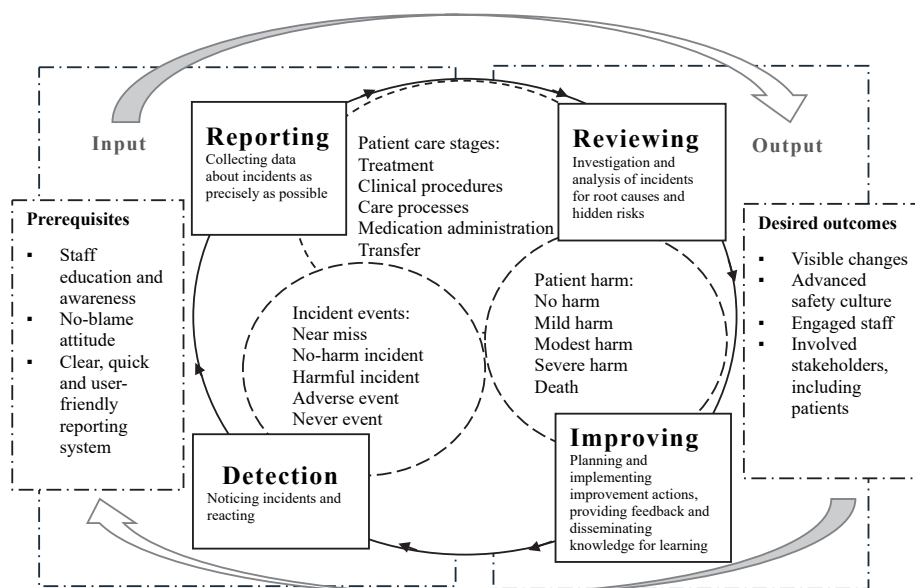 Input
Output
Reporting
Collecting data
about incidents as
precisely as possible
Patient care stages:
Treatment
Clinical procedures
Care processes
Medication administration
Transfer
Reviewing
Investigation and
analysis of incidents
for root causes and
hidden risks
Prerequisites
▪ Staff
education and
awareness
▪ No-blame
attitude
▪ Clear, quick
and user-
friendly
reporting
system
Incident events:
Near miss
No-harm incident
Harmful incident
Adverse event
Never event
Patient harm:
No harm
Mild harm
Modest harm
Severe harm
Death
Desired outcomes
▪ Visible changes
▪ Advanced
safety culture
▪ Engaged staff
▪ Involved
stakeholders,
including
patients
Detection
Noticing incidents and
reacting
Improving
Planning and
implementing
improvement actions,
providing feedback and
disseminating
knowledge for learning